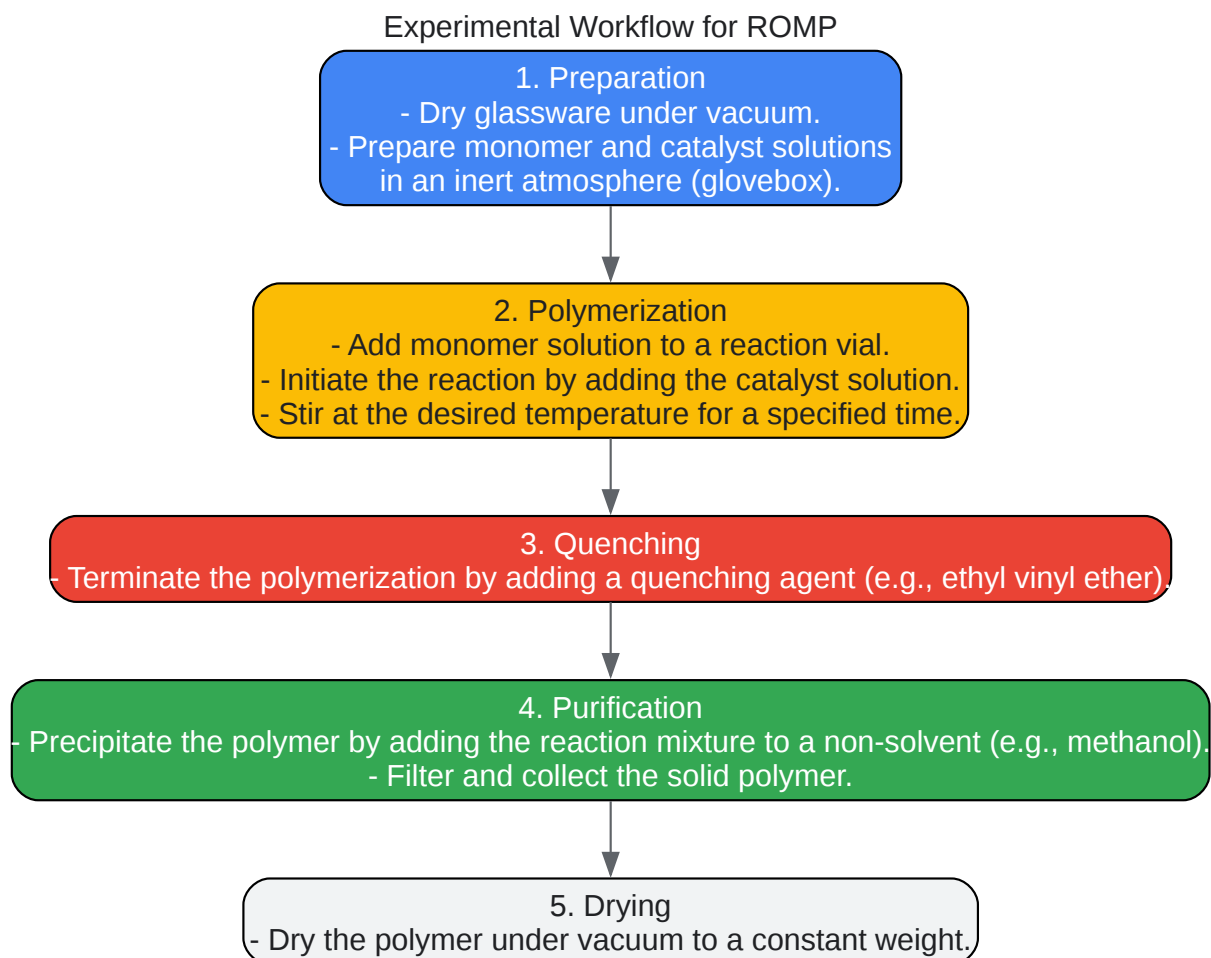 Experimental Workflow for ROMP
1. Preparation
- Dry glassware under vacuum.
- Prepare monomer and catalyst solutions
in an inert atmosphere (glovebox).
2. Polymerization
- Add monomer solution to a reaction vial.
- Initiate the reaction by adding the catalyst solution.
- Stir at the desired temperature for a specified time.
3. Quenching
- Terminate the polymerization by adding a quenching agent (e.g., ethyl vinyl ether).
4. Purification
- Precipitate the polymer by adding the reaction mixture to a non-solvent (e.g., methanol).
- Filter and collect the solid polymer.
5. Drying
- Dry the polymer under vacuum to a constant weight.